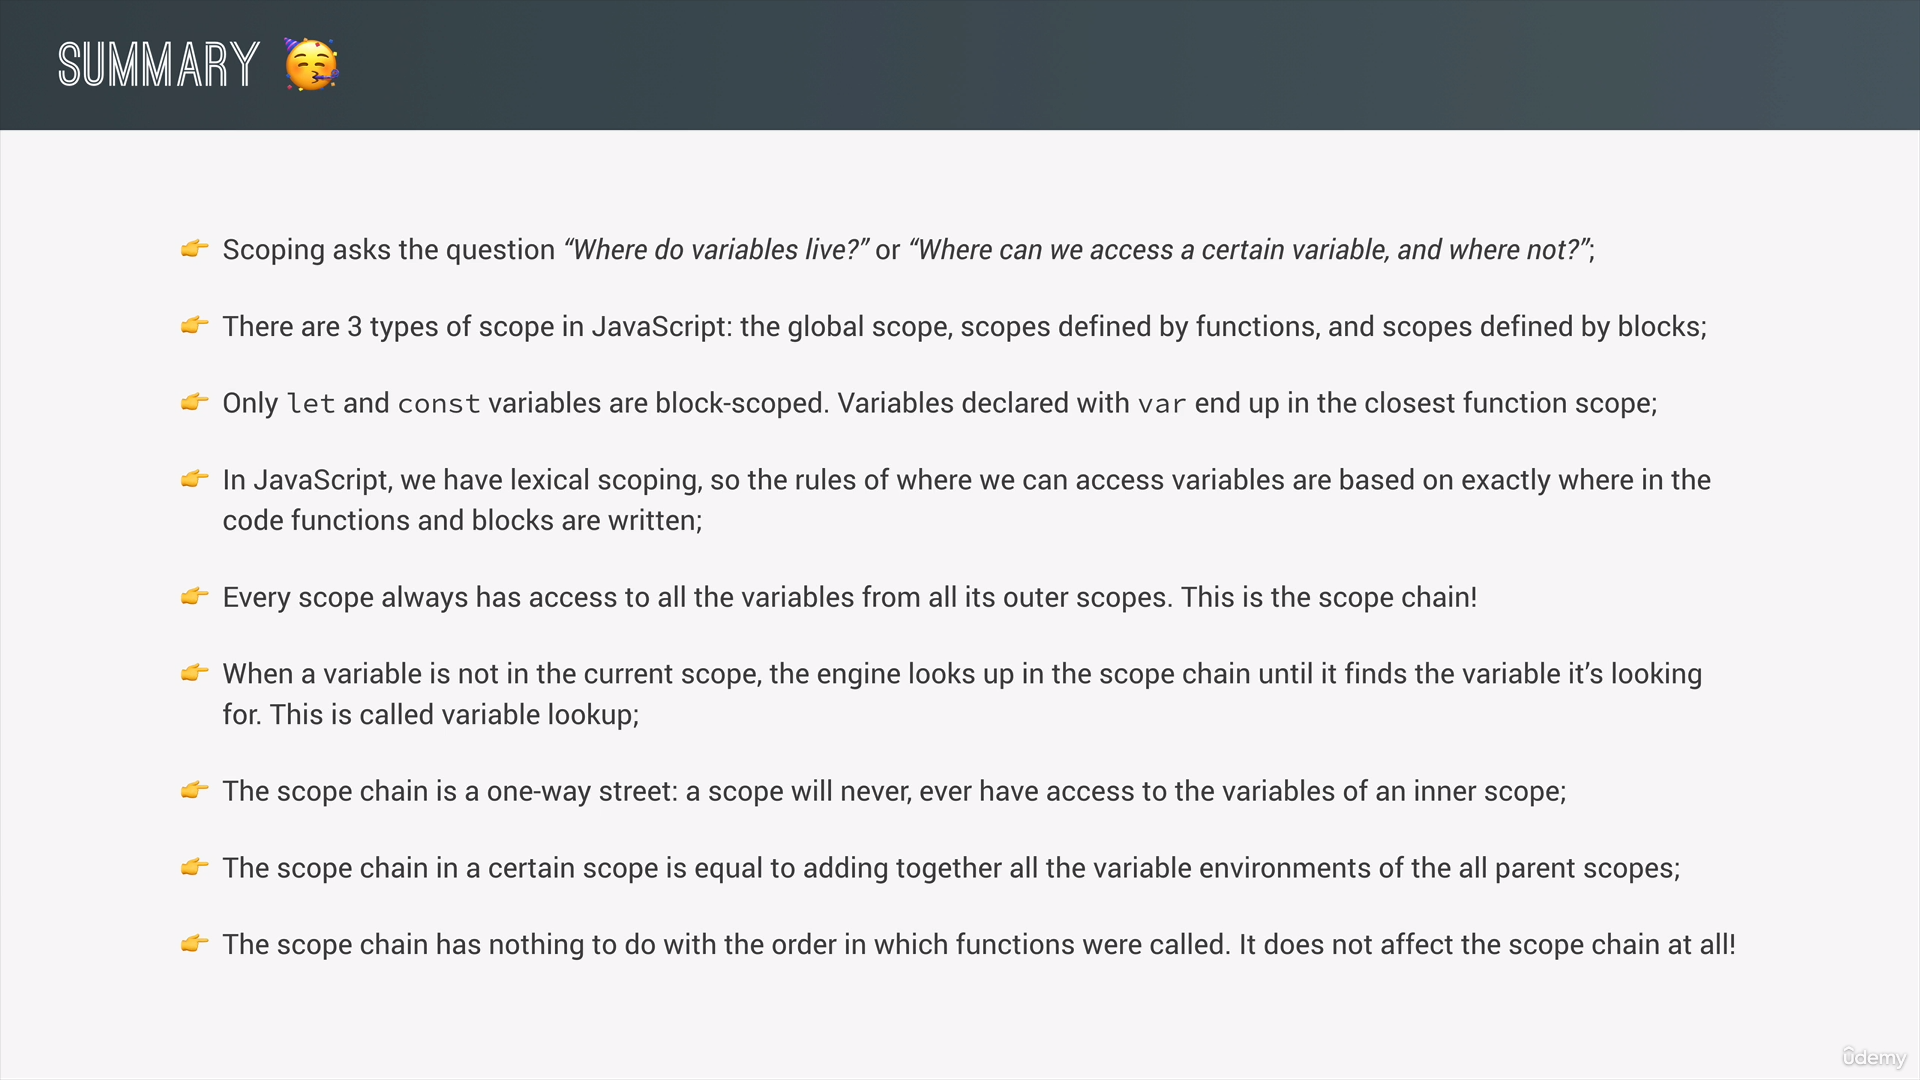 SUMMARY 🥳
👉 Scoping asks the question “Where do variables live?” or “Where can we access a certain variable, and where not?”;
👉 There are 3 types of scope in JavaScript: the global scope, scopes defined by functions, and scopes defined by blocks;
👉 Only let and const variables are block-scoped. Variables declared with var end up in the closest function scope;
👉 In JavaScript, we have lexical scoping, so the rules of where we can access variables are based on exactly where in the
code functions and blocks are written;
👉 Every scope always has access to all the variables from all its outer scopes. This is the scope chain!
👉 When a variable is not in the current scope, the engine looks up in the scope chain until it finds the variable it’s looking
for. This is called variable lookup;
👉 The scope chain is a one-way street: a scope will never, ever have access to the variables of an inner scope;
👉 The scope chain in a certain scope is equal to adding together all the variable environments of the all parent scopes;
👉 The scope chain has nothing to do with the order in which functions were called. It does not affect the scope chain at all!
ûdemy